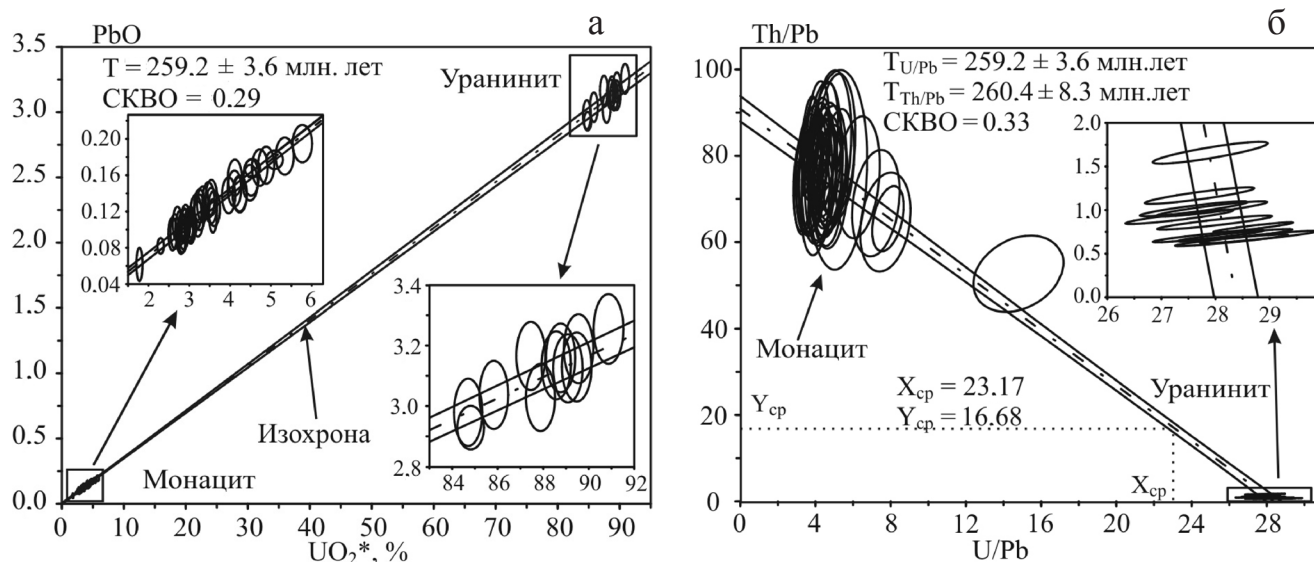 а
PbO
3.5
3.0
2.5
2.0
1.5
1.0
0.5
0.0
T = 259.2 ± 3.6 млн. лет
СКВО = 0.29
Уранинит
0.20
0.16
0.12
0.08
0.04
2 3 4 5 6
3.4
3.2
3.0
2.8
84 86 88 90 92
Изохрона
Монацит
0 10 20 30 40 50 60 70 80 90
UO₂*, %
б
Th/Pb
100
80
60
40
20
0
T_U/Pb = 259.2 ± 3.6 млн.лет
T_Th/Pb = 260.4 ± 8.3 млн.лет
СКВО = 0.33
2.0
1.5
1.0
0.5
0.0
26 27 28 29
Монацит
Уранинит
X_ср = 23.17
Y_ср = 16.68
Y_ср
X_ср
0 4 8 12 16 20 24 28
U/Pb